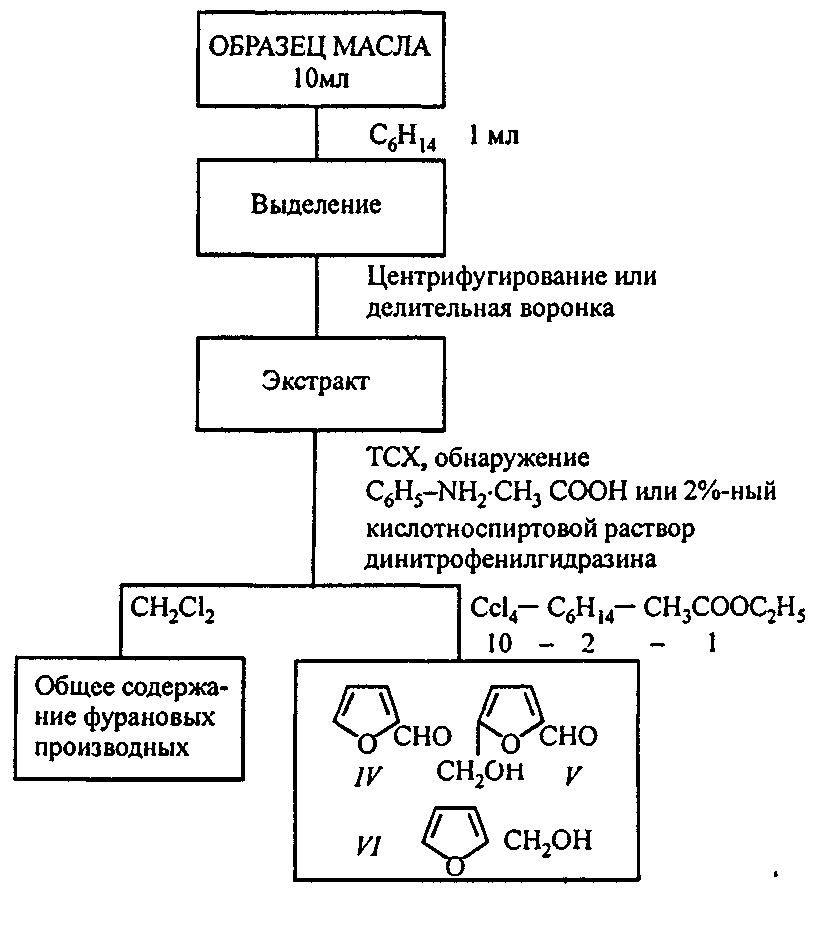 ОБРАЗЕЦ МАСЛА
10мл
C₆H₁₄ 1 мл
Выделение
Центрифугирование или
делительная воронка
Экстракт
ТСХ, обнаружение
C₆H₅–NH₂·CH₃ COOH или 2%-ный
кислотноспиртовой раствор
динитрофенилгидразина
CH₂Cl₂
Ccl₄– C₆H₁₄– CH₃COOC₂H₅
10 – 2 – 1
Общее содержа-
ние фурановых
производных
O CHO O CHO
IV CH₂OH V
VI CH₂OH
O